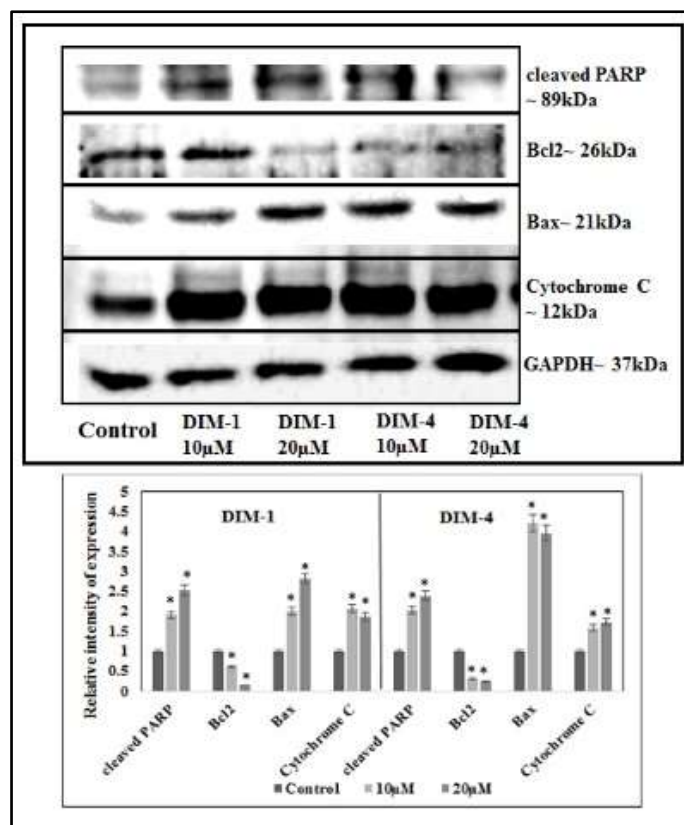 cleaved PARP
~ 89kDa
Bcl2~ 26kDa
Bax~ 21kDa
Cytochrome C
~ 12kDa
GAPDH~ 37kDa
Control
DIM-1
10µM
DIM-1
20µM
DIM-4
10µM
DIM-4
20µM
Relative intensity of expression
5
4.5
4
3.5
3
2.5
2
1.5
1
0.5
0
DIM-1
DIM-4
* * * * * * * *
* * * * * * * *
cleaved PARP
Bcl2
Bax
Cytochrome C
cleaved PARP
Bcl2
Bax
Cytochrome C
Control 10µM 20µM